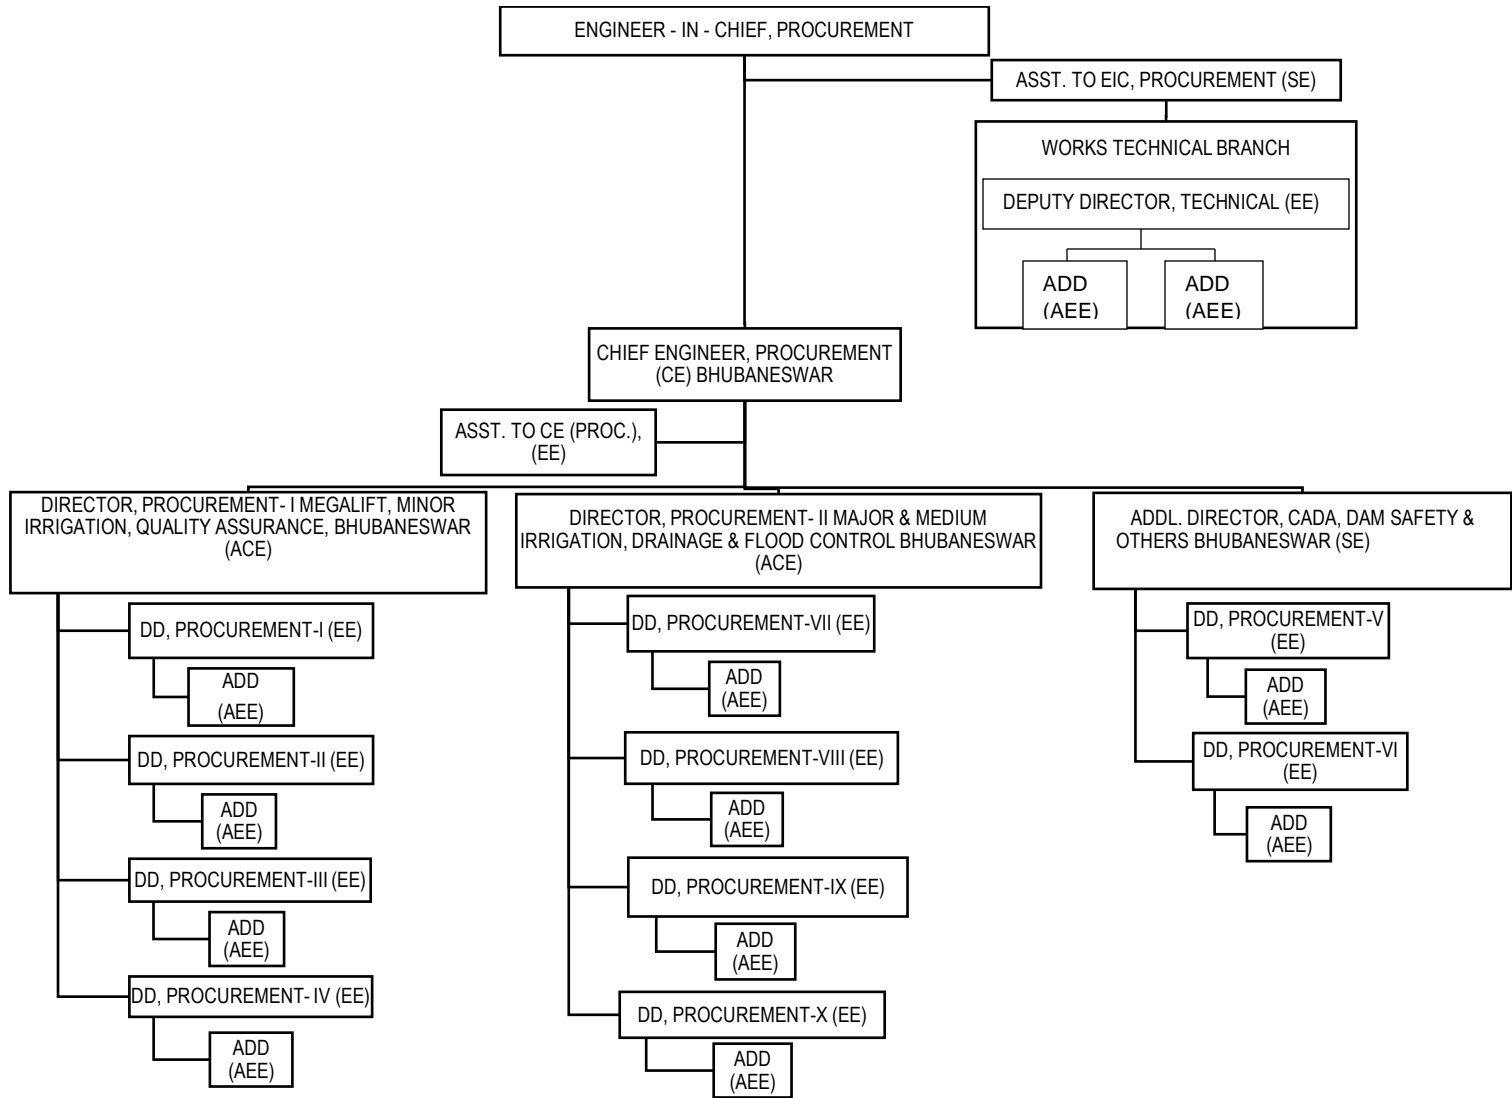 ENGINEER - IN - CHIEF, PROCUREMENT
ASST. TO EIC, PROCUREMENT (SE)
WORKS TECHNICAL BRANCH
DEPUTY DIRECTOR, TECHNICAL (EE)
ADD
(AEE)
ADD
(AEE)
CHIEF ENGINEER, PROCUREMENT
(CE) BHUBANESWAR
ASST. TO CE (PROC.),
(EE)
DIRECTOR, PROCUREMENT- I MEGALIFT, MINOR
IRRIGATION, QUALITY ASSURANCE, BHUBANESWAR
(ACE)
DD, PROCUREMENT-I (EE)
ADD
(AEE)
DD, PROCUREMENT-II (EE)
ADD
(AEE)
DD, PROCUREMENT-III (EE)
ADD
(AEE)
DD, PROCUREMENT- IV (EE)
ADD
(AEE)
DIRECTOR, PROCUREMENT- II MAJOR & MEDIUM
IRRIGATION, DRAINAGE & FLOOD CONTROL BHUBANESWAR
(ACE)
DD, PROCUREMENT-VII (EE)
ADD
(AEE)
DD, PROCUREMENT-VIII (EE)
ADD
(AEE)
DD, PROCUREMENT-IX (EE)
ADD
(AEE)
DD, PROCUREMENT-X (EE)
ADD
(AEE)
ADDL. DIRECTOR, CADA, DAM SAFETY &
OTHERS BHUBANESWAR (SE)
DD, PROCUREMENT-V
(EE)
ADD
(AEE)
DD, PROCUREMENT-VI
(EE)
ADD
(AEE)